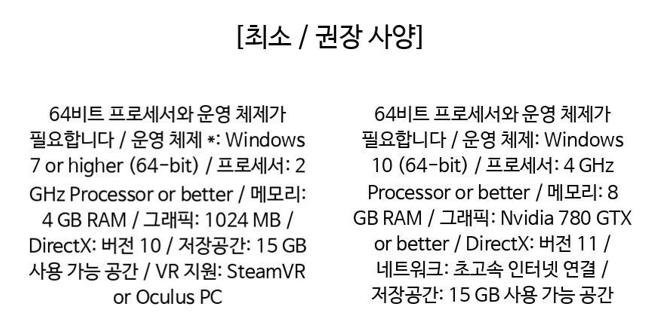 [최소 / 권장 사양]
64비트 프로세서와 운영 체제가
필요합니다 / 운영 체제 *: Windows
7 or higher (64-bit) / 프로세서: 2
GHz Processor or better / 메모리:
4 GB RAM / 그래픽: 1024 MB /
DirectX: 버전 10 / 저장공간: 15 GB
사용 가능 공간 / VR 지원: SteamVR
or Oculus PC
64비트 프로세서와 운영 체제가
필요합니다 / 운영 체제: Windows
10 (64-bit) / 프로세서: 4 GHz
Processor or better / 메모리: 8
GB RAM / 그래픽: Nvidia 780 GTX
or better / DirectX: 버전 11 /
네트워크: 초고속 인터넷 연결 /
저장공간: 15 GB 사용 가능 공간